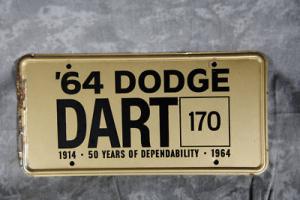 '64 DODGE
DART 170
1914 · 50 YEARS OF DEPENDABILITY · 1964